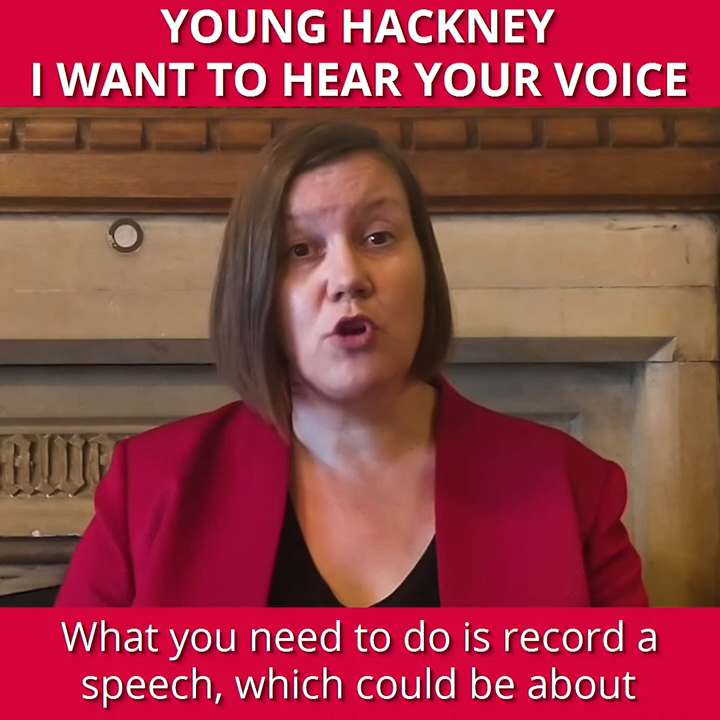 YOUNG HACKNEY
I WANT TO HEAR YOUR VOICE
What you need to do is record a
speech, which could be about